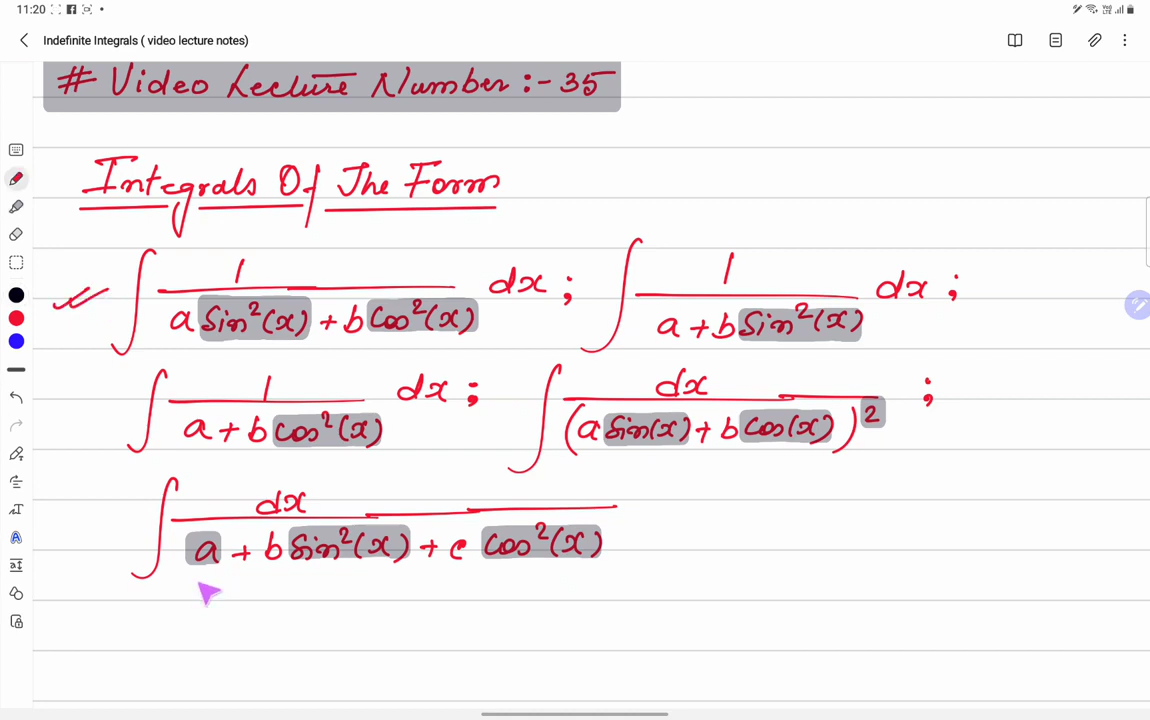 11:20
Indefinite Integrals ( video lecture notes)
# Video Lecture Number :- 35
Integrals Of The Form
∫ 1/(a Sin²(x) + b Cos²(x)) dx ; ∫ 1/(a + b Sin²(x)) dx ;
∫ 1/(a + b cos²(x)) dx ; ∫ dx/(a Sin(x) + b Cos(x))² ;
∫ dx/(a + b Sin²(x) + c Cos²(x))